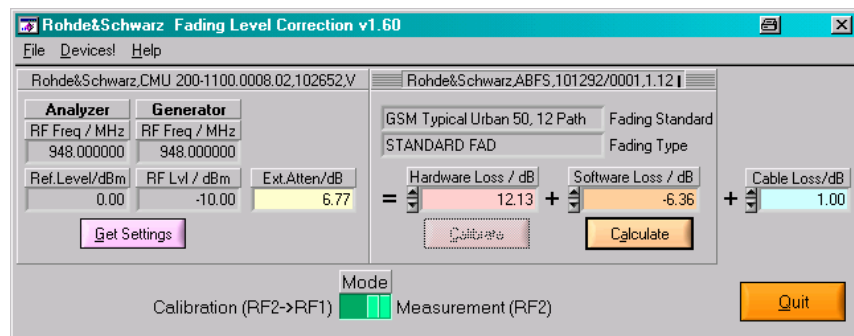 Rohde&Schwarz Fading Level Correction v1.60
File Devices! Help
Rohde&Schwarz,CMU 200-1100.0008.02,102652,V
Rohde&Schwarz,ABFS,101292/0001,1.12
Analyzer Generator
RF Freq / MHz RF Freq / MHz
948.000000 948.000000
GSM Typical Urban 50, 12 Path Fading Standard
STANDARD FAD Fading Type
Ref.Level/dBm RF Lvl / dBm Ext.Atten/dB Hardware Loss / dB Software Loss / dB Cable Loss/dB
0.00 -10.00 6.77 = 12.13 + -6.36 + 1.00
Get Settings Calibrate Calculate
Mode
Calibration (RF2->RF1) Measurement (RF2)
Quit